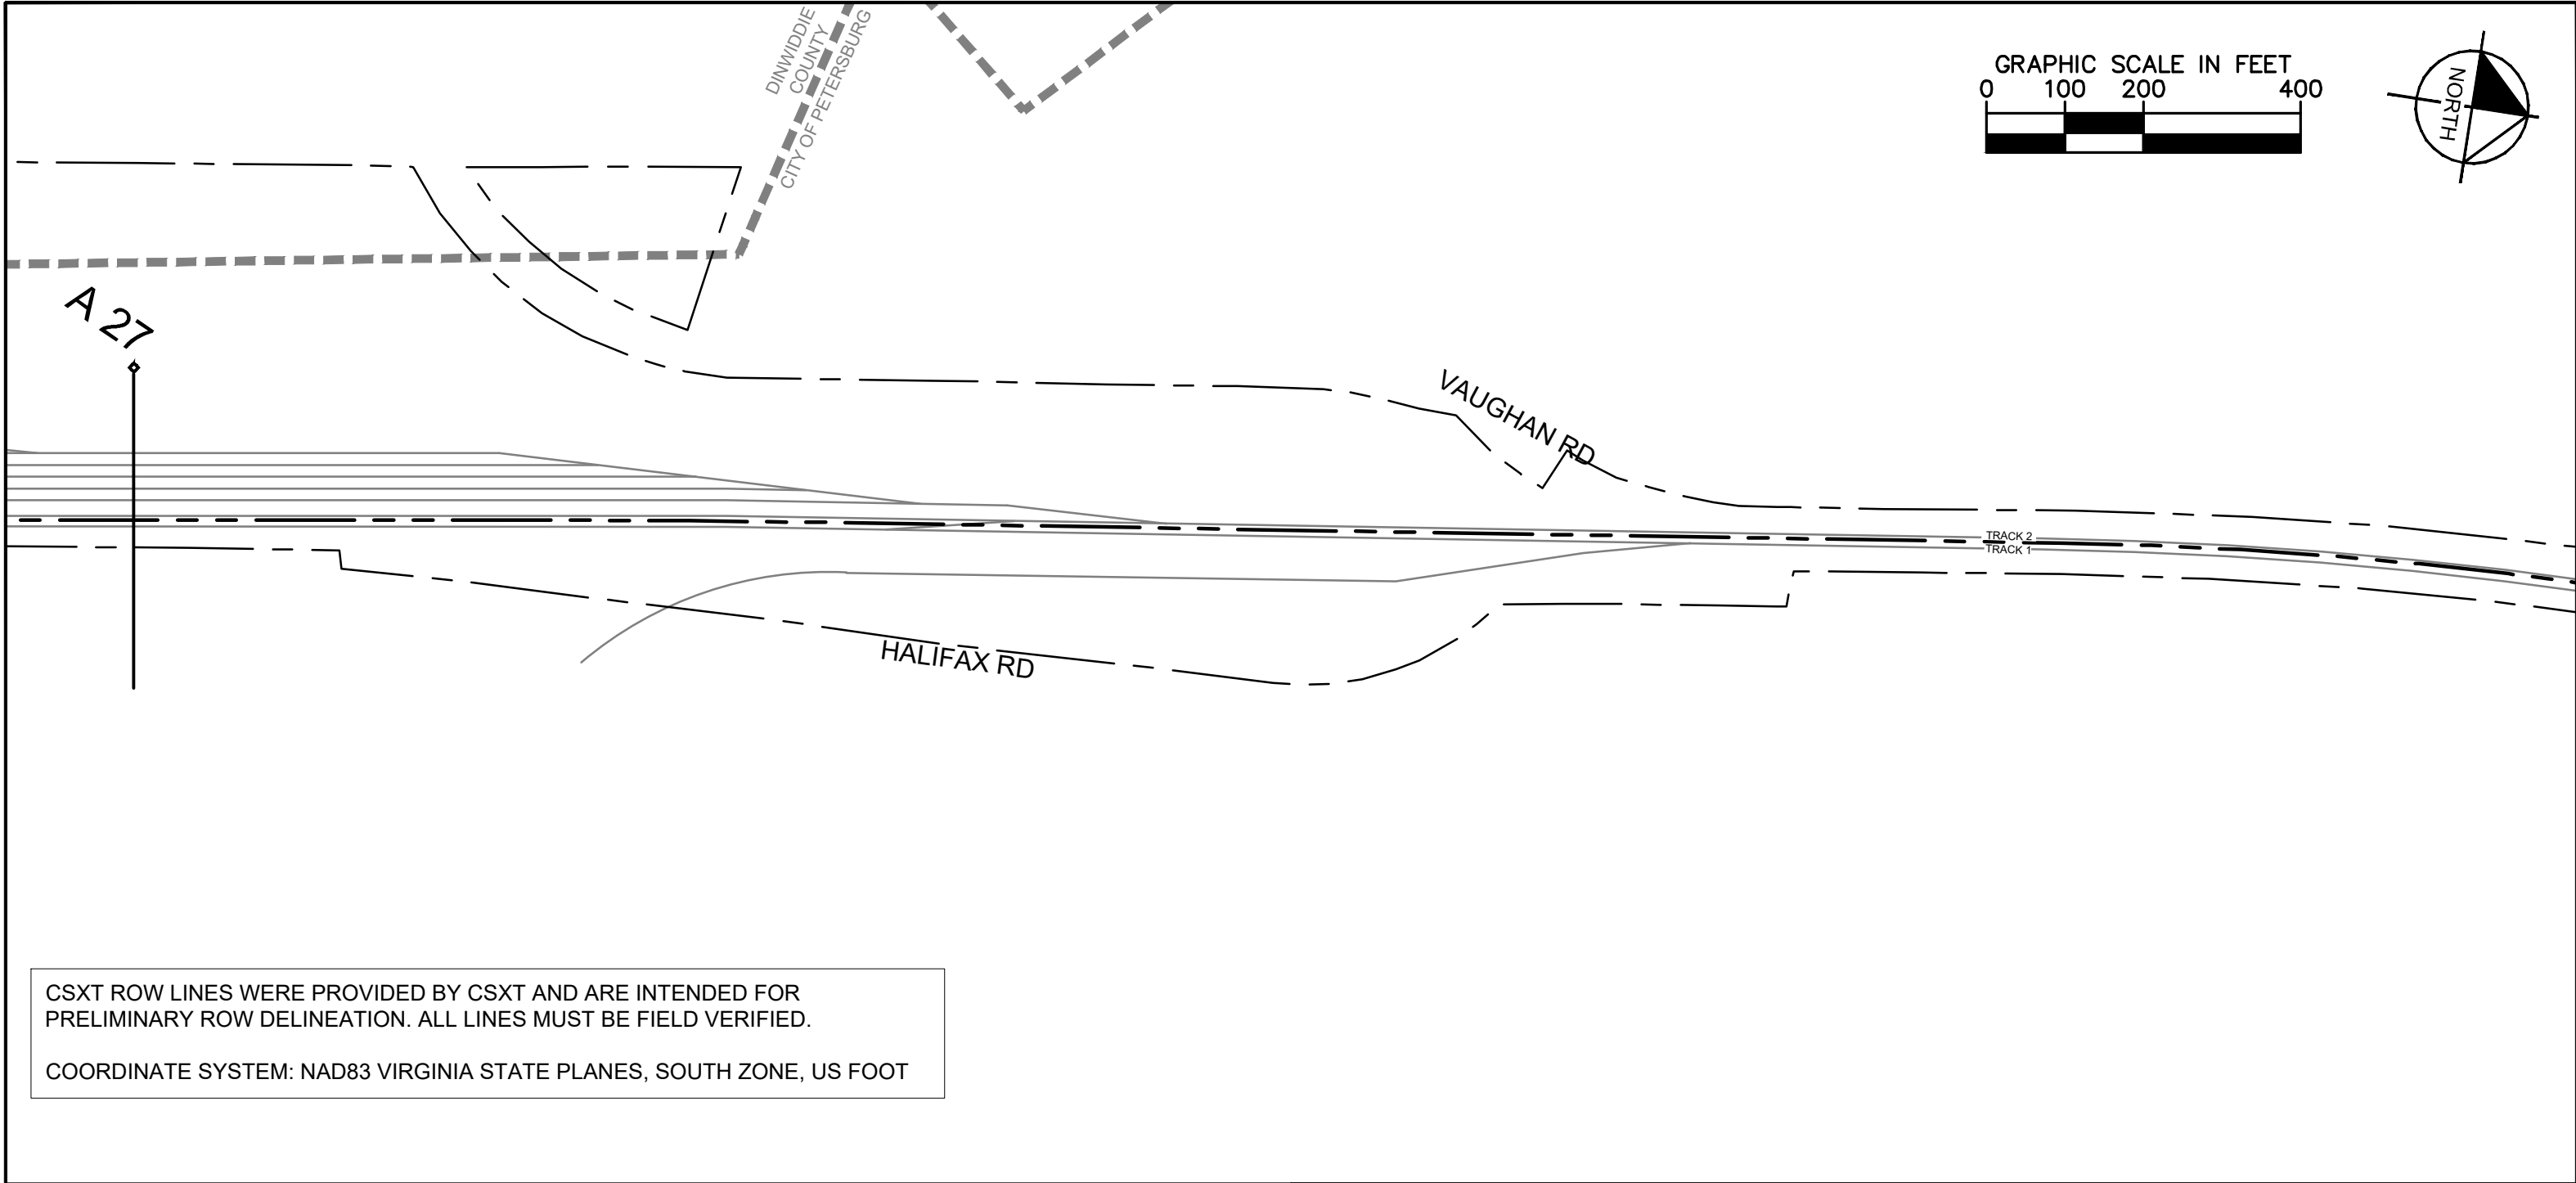 DINWIDDIE
COUNTY
CITY OF PETERSBURG
GRAPHIC SCALE IN FEET
0 100 200 400
NORTH
A 27
VAUGHAN RD
TRACK 2
TRACK 1
HALIFAX RD
CSXT ROW LINES WERE PROVIDED BY CSXT AND ARE INTENDED FOR
PRELIMINARY ROW DELINEATION. ALL LINES MUST BE FIELD VERIFIED.
COORDINATE SYSTEM: NAD83 VIRGINIA STATE PLANES, SOUTH ZONE, US FOOT